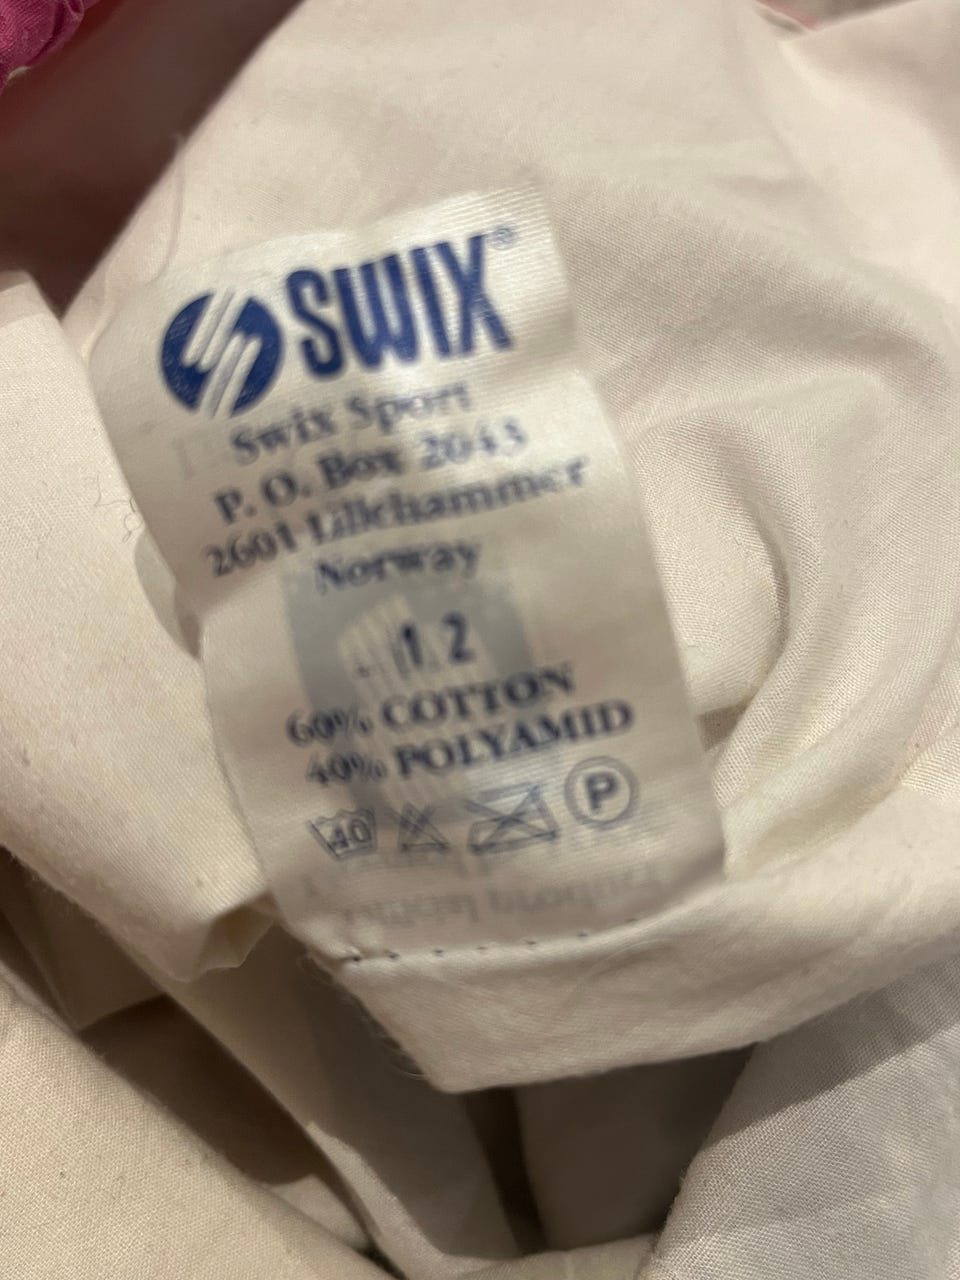 SWIX®
Swix Sport
P. O. Box 2043
2601 Lillehammer
Norway
12
60% COTTON
40% POLYAMID
40 P